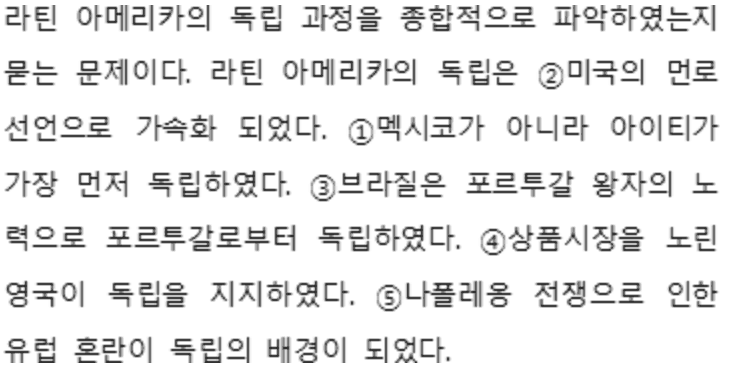 라틴 아메리카의 독립 과정을 종합적으로 파악하였는지
묻는 문제이다. 라틴 아메리카의 독립은 ②미국의 먼로
선언으로 가속화 되었다. ①멕시코가 아니라 아이티가
가장 먼저 독립하였다. ③브라질은 포르투갈 왕자의 노
력으로 포르투갈로부터 독립하였다. ④상품시장을 노린
영국이 독립을 지지하였다. ⑤나폴레옹 전쟁으로 인한
유럽 혼란이 독립의 배경이 되었다.